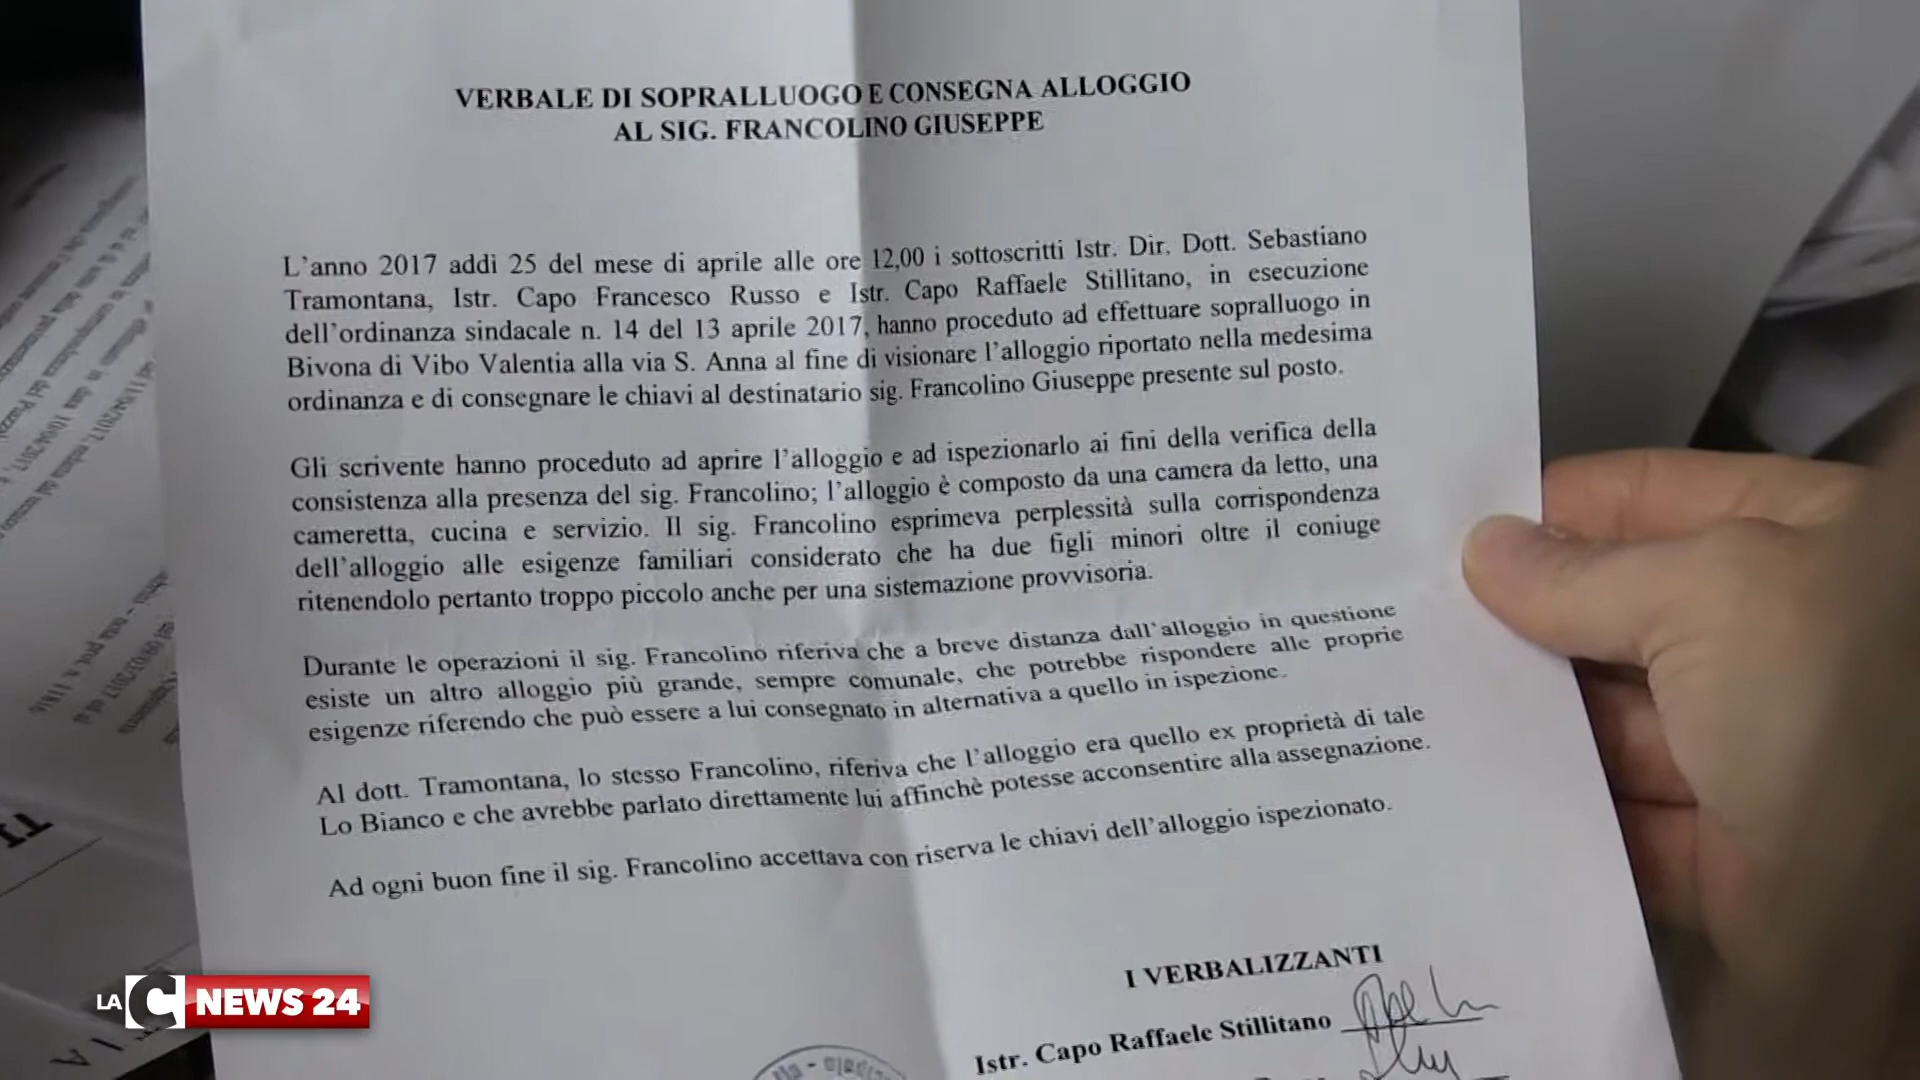 VERBALE DI SOPRALLUOGO E CONSEGNA ALLOGGIO
AL SIG. FRANCOLINO GIUSEPPE
L'anno 2017 addì 25 del mese di aprile alle ore 12,00 i sottoscritti Istr. Dir. Dott. Sebastiano
Tramontana, Istr. Capo Francesco Russo e Istr. Capo Raffaele Stillitano, in esecuzione
dell'ordinanza sindacale n. 14 del 13 aprile 2017, hanno proceduto ad effettuare sopralluogo in
Bivona di Vibo Valentia alla via S. Anna al fine di visionare l'alloggio riportato nella medesima
ordinanza e di consegnare le chiavi al destinatario sig. Francolino Giuseppe presente sul posto.
Gli scrivente hanno proceduto ad aprire l'alloggio e ad ispezionarlo ai fini della verifica della
consistenza alla presenza del sig. Francolino; l'alloggio è composto da una camera da letto, una
cameretta, cucina e servizio. Il sig. Francolino esprimeva perplessità sulla corrispondenza
dell'alloggio alle esigenze familiari considerato che ha due figli minori oltre il coniuge
ritenendolo pertanto troppo piccolo anche per una sistemazione provvisoria.
Durante le operazioni il sig. Francolino riferiva che a breve distanza dall'alloggio in questione
esiste un altro alloggio più grande, sempre comunale, che potrebbe rispondere alle proprie
esigenze riferendo che può essere a lui consegnato in alternativa a quello in ispezione.
Al dott. Tramontana, lo stesso Francolino, riferiva che l'alloggio era quello ex proprietà di tale
Lo Bianco e che avrebbe parlato direttamente lui affinchè potesse acconsentire alla assegnazione.
Ad ogni buon fine il sig. Francolino accettava con riserva le chiavi dell'alloggio ispezionato.
I VERBALIZZANTI
Istr. Capo Raffaele Stillitano
LA C NEWS 24